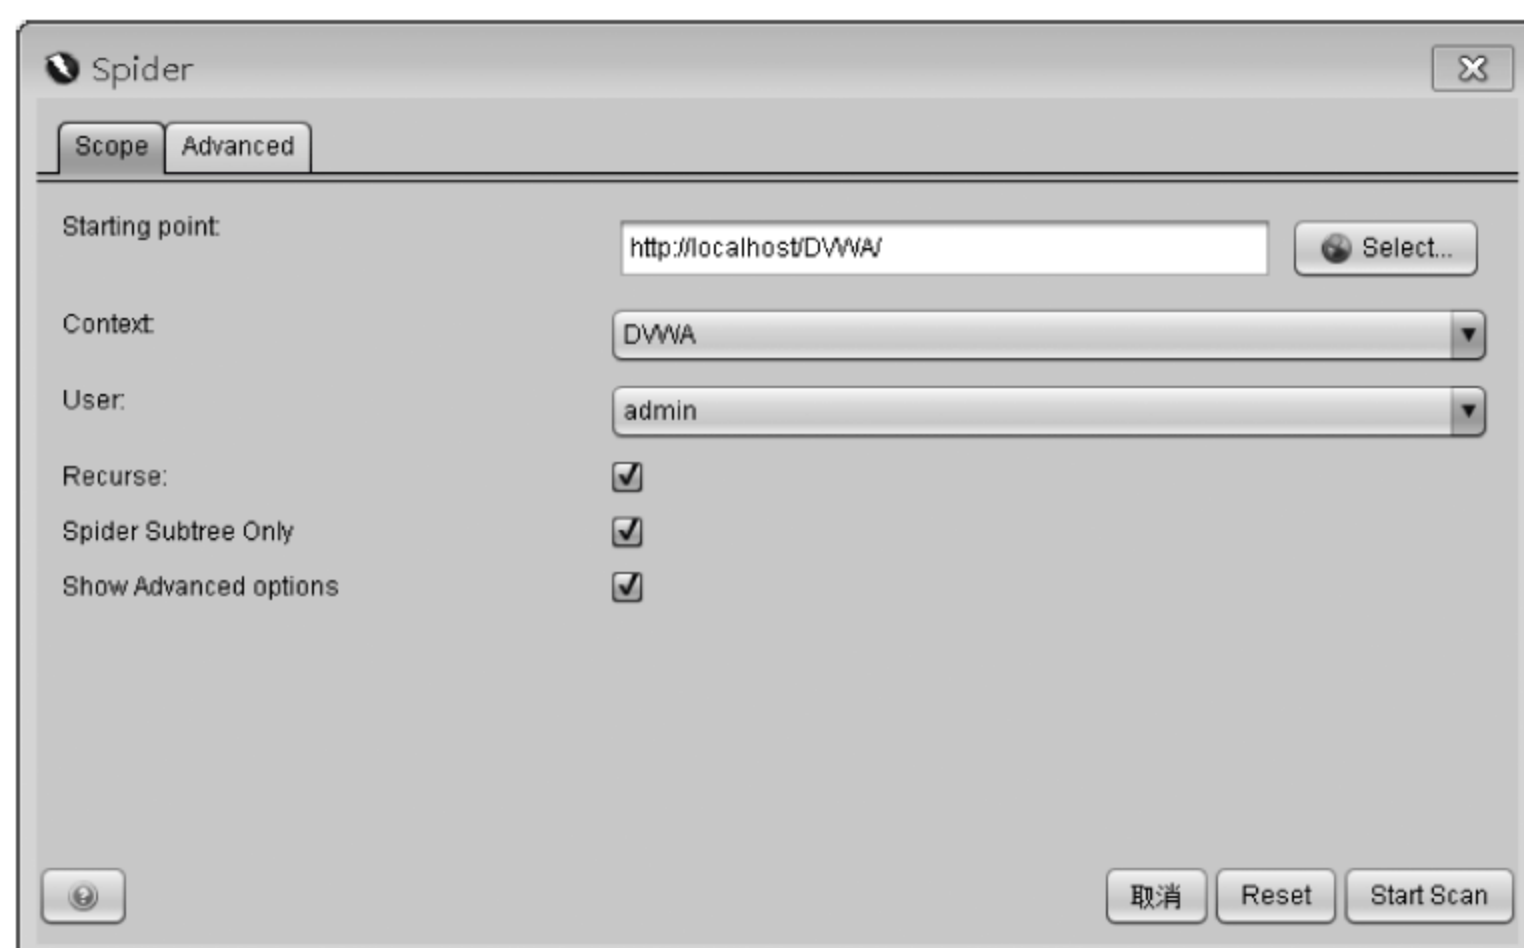 Spider
Scope Advanced
Starting point: http://localhost/DVWA/ Select...
Context: DVWA
User: admin
Recurse:
Spider Subtree Only
Show Advanced options
取消 Reset Start Scan